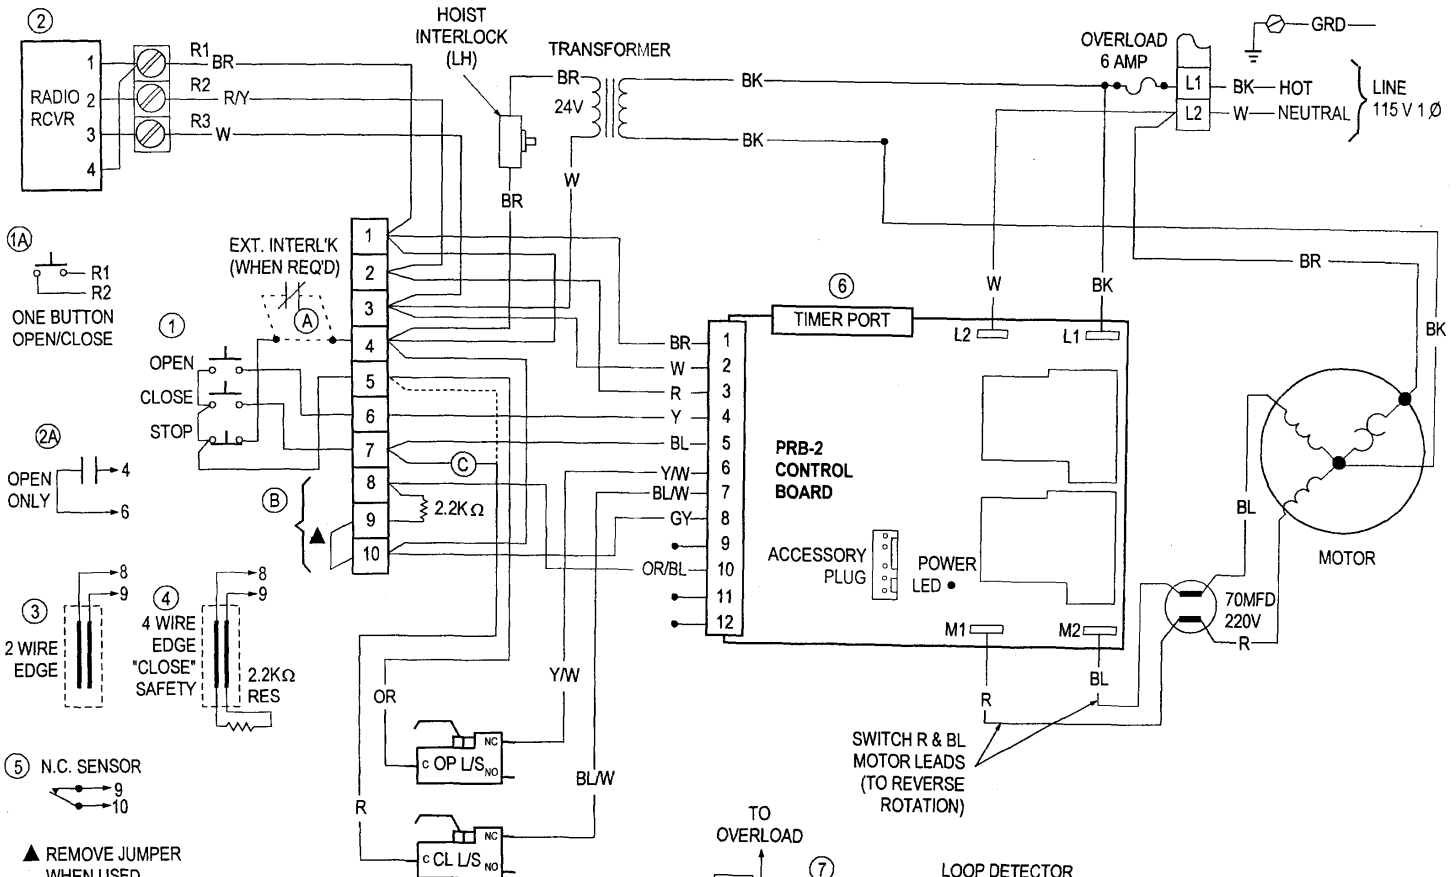 2
HOIST
INTERLOCK
(LH)
TRANSFORMER
GRD
OVERLOAD
6 AMP
1
2
3
4
RADIO
RCVR
R1
BR
R2
R/Y
R3
W
BR
24V
W
BR
BK
BK
L1
L2
BK
HOT
W
NEUTRAL
LINE
115 V 1 Ø
1A
R1
R2
ONE BUTTON
OPEN/CLOSE
EXT. INTERL'K
(WHEN REQ'D)
A
1
OPEN
CLOSE
STOP
1
2
3
4
5
6
7
8
9
10
2A
OPEN
ONLY
4
6
B
C
2.2K Ω
6
TIMER PORT
W
BK
L2
L1
BR
BK
BR
W
R
Y
BL
Y/W
BL/W
GY
OR/BL
1
2
3
4
5
6
7
8
9
10
11
12
PRB-2
CONTROL
BOARD
ACCESSORY
PLUG
POWER
LED
M1
M2
BL
MOTOR
70MFD
220V
R
3
2 WIRE
EDGE
8
9
4
4 WIRE
EDGE
"CLOSE"
SAFETY
8
9
2.2KΩ
RES
R
BL
SWITCH R & BL
MOTOR LEADS
(TO REVERSE
ROTATION)
OR
Y/W
NC
C OP L/S NO
BL/W
R
NC
C CL L/S NO
5 N.C. SENSOR
9
10
▲ REMOVE JUMPER
WHEN USED
TO
OVERLOAD
7
LOOP DETECTOR